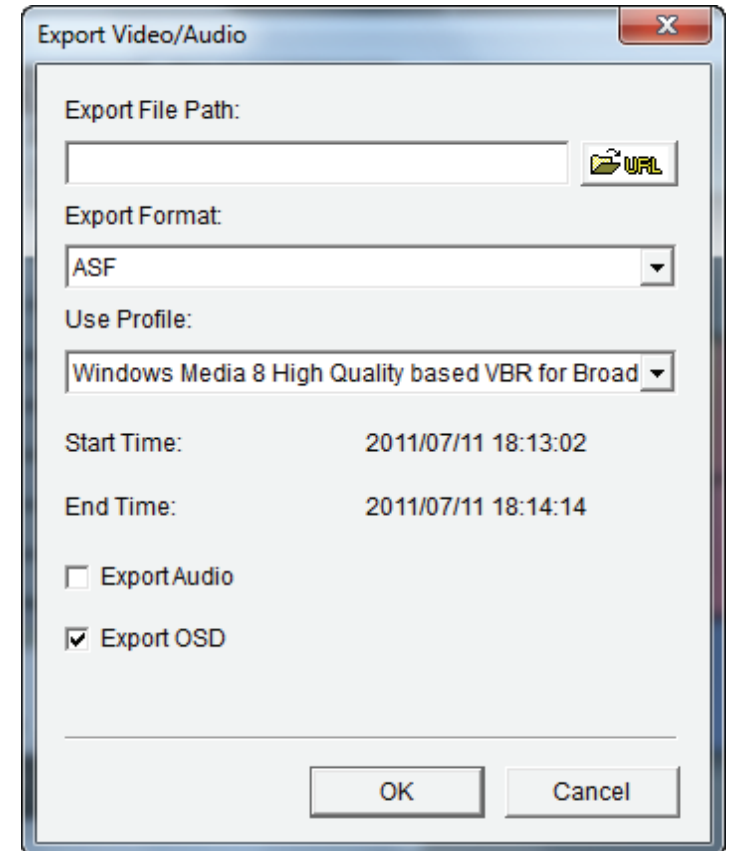 Export Video/Audio
Export File Path:
URL
Export Format:
ASF
Use Profile:
Windows Media 8 High Quality based VBR for Broad
Start Time: 2011/07/11 18:13:02
End Time: 2011/07/11 18:14:14
Export Audio
Export OSD
OK Cancel